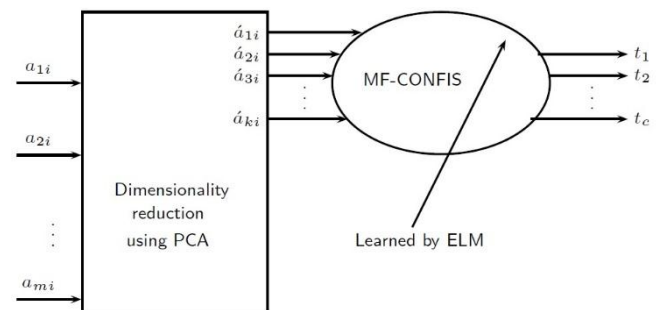 a1i
a2i
⋮
ami
Dimensionality
reduction
using PCA
á1i
á2i
á3i
⋮
áki
MF-CONFIS
Learned by ELM
t1
t2
⋮
tc